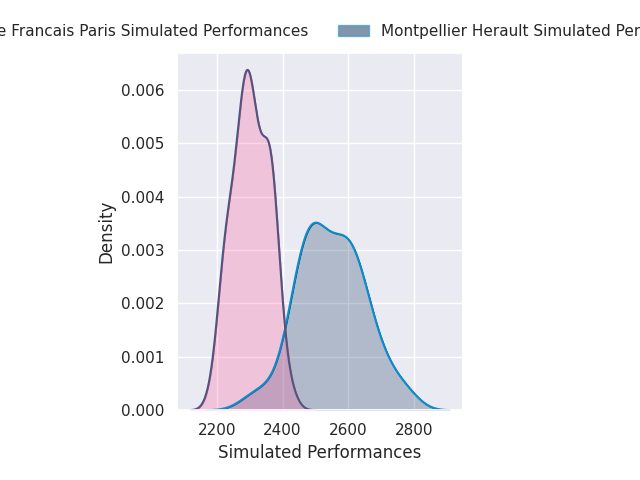 e Francais Paris Simulated Performances
Montpellier Herault Simulated Per
0.006
0.005
0.004
0.003
0.002
0.001
0.000
Density
2200 2400 2600 2800
Simulated Performances